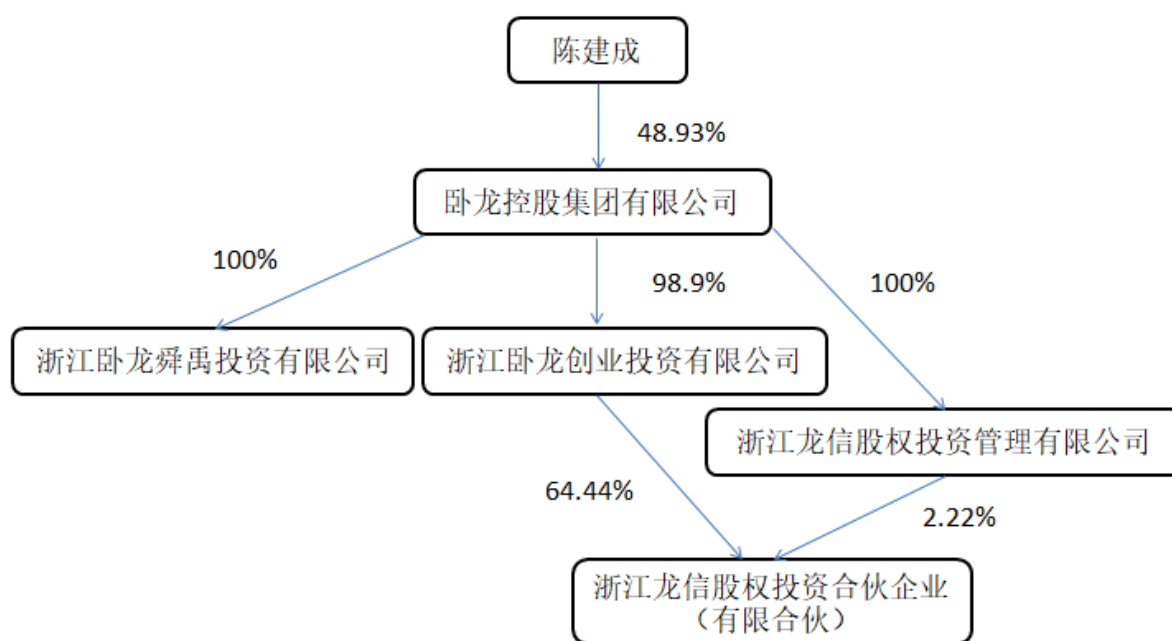 陈建成
48.93%
卧龙控股集团有限公司
100%
98.9%
100%
浙江卧龙舜禹投资有限公司
浙江卧龙创业投资有限公司
浙江龙信股权投资管理有限公司
64.44%
2.22%
浙江龙信股权投资合伙企业
（有限合伙）